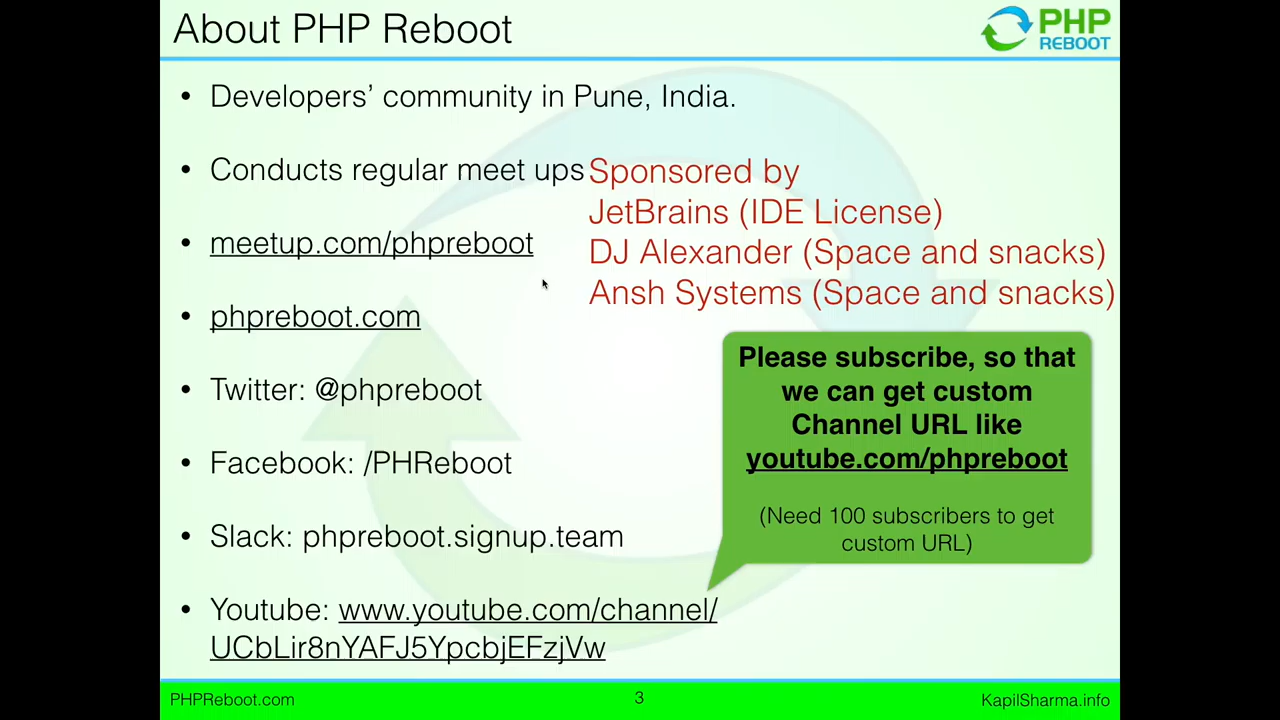 About PHP Reboot
PHP
REBOOT
• Developers’ community in Pune, India.
• Conducts regular meet ups
Sponsored by
JetBrains (IDE License)
DJ Alexander (Space and snacks)
Ansh Systems (Space and snacks)
• meetup.com/phpreboot
• phpreboot.com
• Twitter: @phpreboot
• Facebook: /PHReboot
• Slack: phpreboot.signup.team
• Youtube: www.youtube.com/channel/
UCbLir8nYAFJ5YpcbjEFzjVw
Please subscribe, so that
we can get custom
Channel URL like
youtube.com/phpreboot
(Need 100 subscribers to get
custom URL)
PHPReboot.com
3
KapilSharma.info